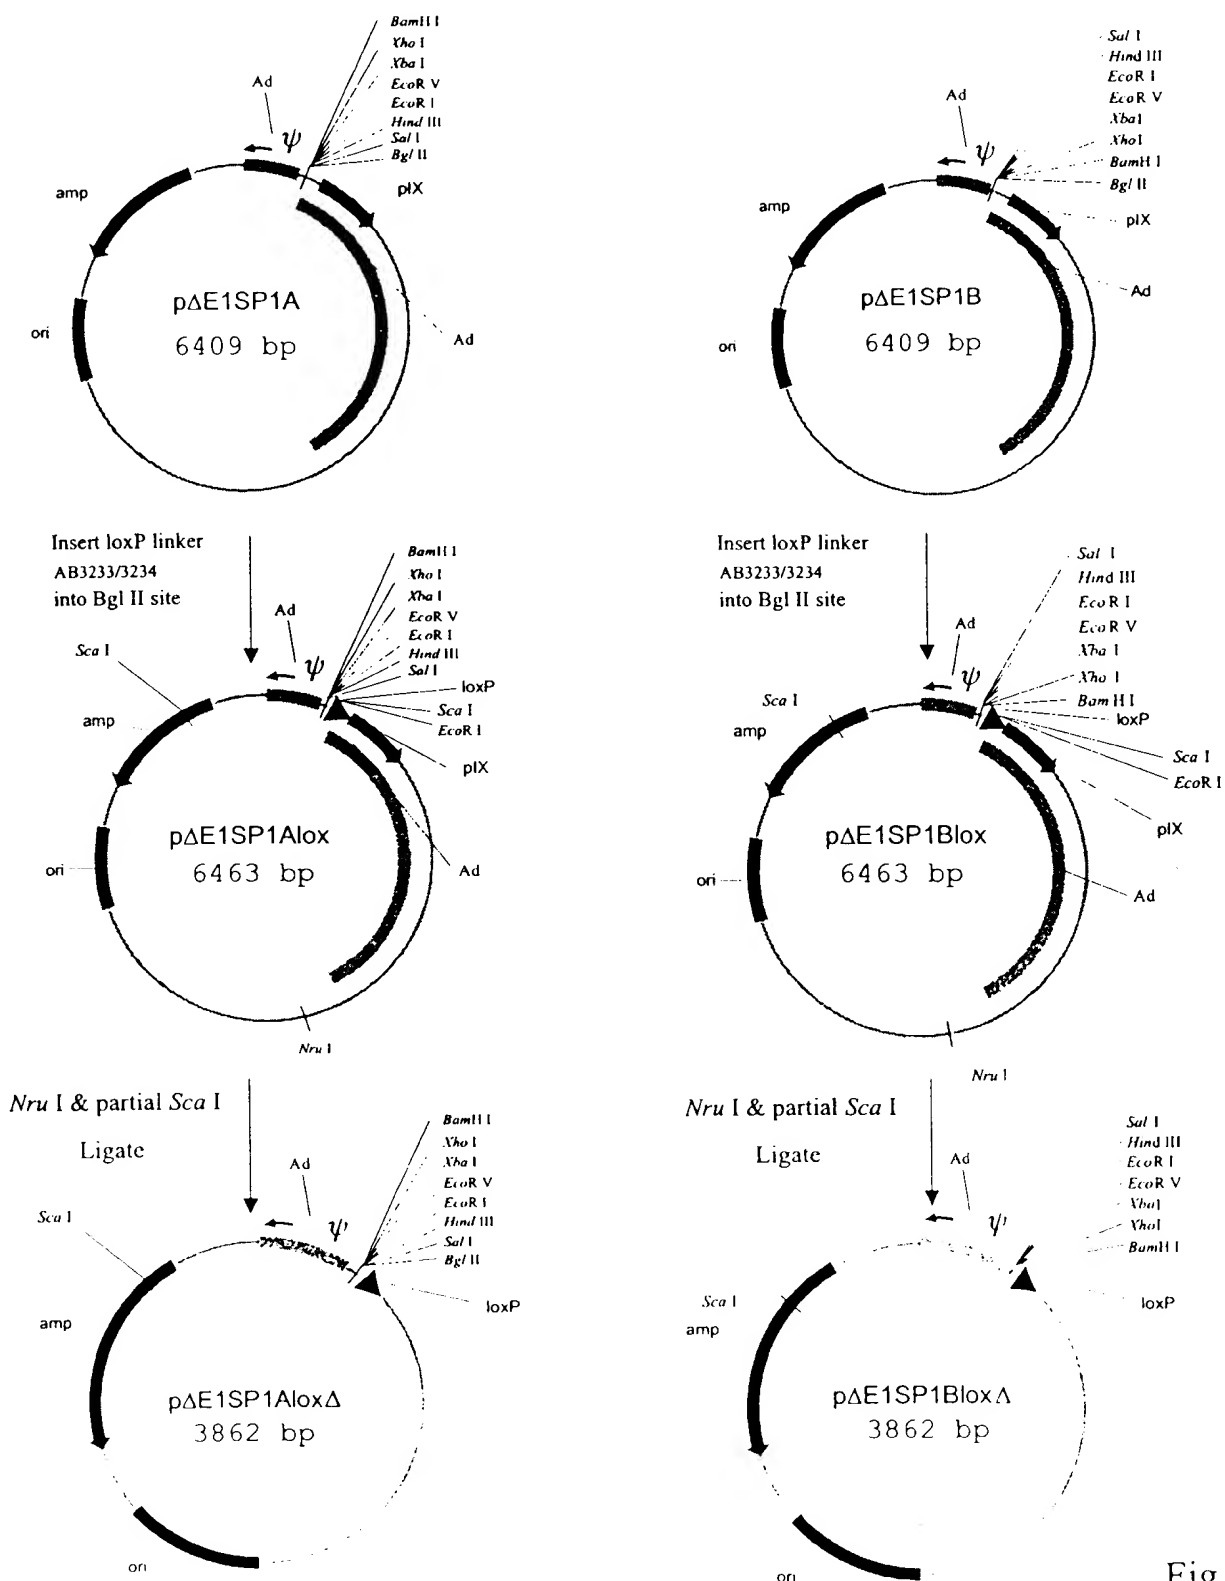 BamH I
Xho I
Xba I
EcoR V
EcoR I
Hind III
Sal I
Bgl II
Ad
ψ
amp
pIX
pΔE1SP1A
6409 bp
ori
Ad
Sal I
Hind III
EcoR I
EcoR V
Xba I
Xho I
BamH I
Bgl II
Ad
ψ
amp
pIX
pΔE1SP1B
6409 bp
Ad
ori
Insert loxP linker
AB3233/3234
into Bgl II site
BamH I
Xho I
Xba I
EcoR V
EcoR I
Hind III
Sal I
loxP
Sca I
EcoR I
Ad
ψ
Sca I
amp
pIX
pΔE1SP1Alox
6463 bp
ori
Ad
Nru I
Insert loxP linker
AB3233/3234
into Bgl II site
Sal I
Hind III
EcoR I
EcoR V
Xba I
Xho I
BamH I
loxP
Sca I
EcoR I
Ad
ψ
Sca I
amp
pIX
pΔE1SP1Blox
6463 bp
ori
Ad
Nru I
Nru I & partial Sca I
Ligate
BamH I
Xho I
Xba I
EcoR V
EcoR I
Hind III
Sal I
Bgl II
Ad
ψ
Sca I
loxP
amp
pΔE1SP1AloxΔ
3862 bp
ori
Nru I & partial Sca I
Ligate
Sal I
Hind III
EcoR I
EcoR V
Xba I
Xho I
BamH I
Ad
ψ
Sca I
loxP
amp
pΔE1SP1BloxΔ
3862 bp
ori
Fig